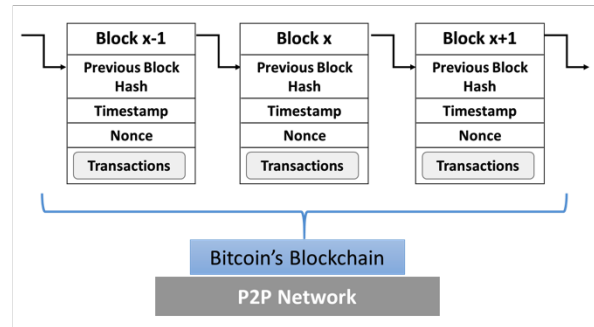 Block x-1
Previous Block
Hash
Timestamp
Nonce
Transactions
Block x
Previous Block
Hash
Timestamp
Nonce
Transactions
Block x+1
Previous Block
Hash
Timestamp
Nonce
Transactions
Bitcoin's Blockchain
P2P Network